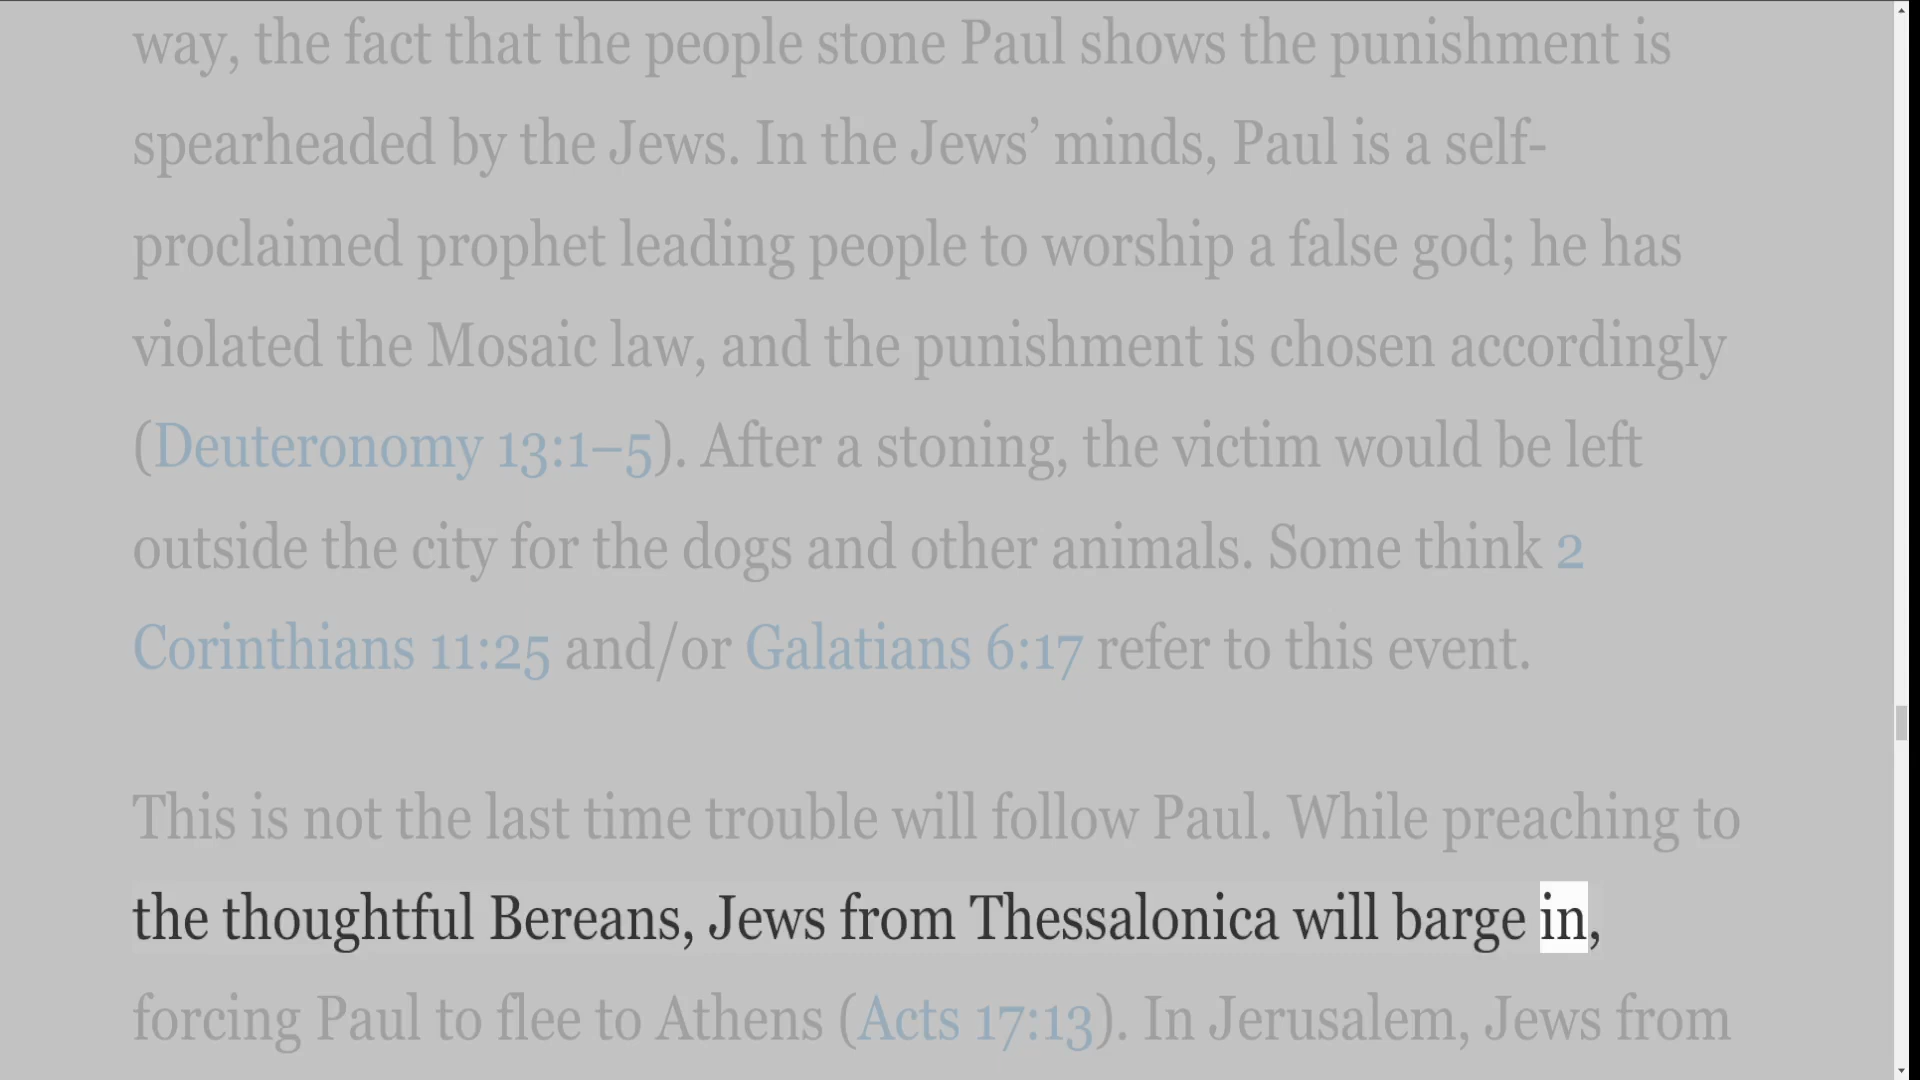 way, the fact that the people stone Paul shows the punishment is
spearheaded by the Jews. In the Jews’ minds, Paul is a self-
proclaimed prophet leading people to worship a false god; he has
violated the Mosaic law, and the punishment is chosen accordingly
(Deuteronomy 13:1–5). After a stoning, the victim would be left
outside the city for the dogs and other animals. Some think 2
Corinthians 11:25 and/or Galatians 6:17 refer to this event.
This is not the last time trouble will follow Paul. While preaching to
the thoughtful Bereans, Jews from Thessalonica will barge in,
forcing Paul to flee to Athens (Acts 17:13). In Jerusalem, Jews from